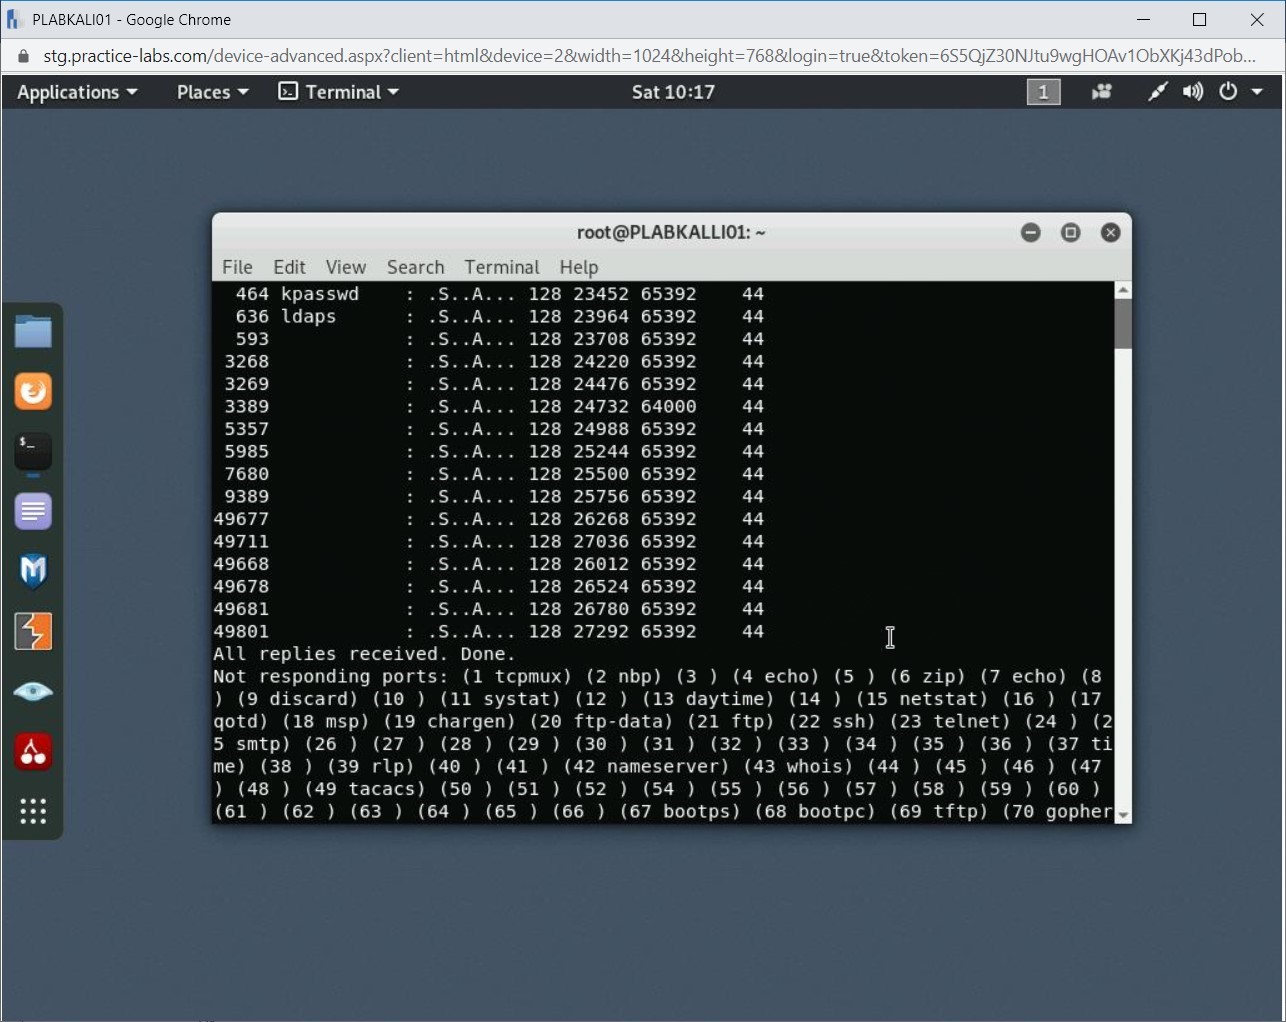 PLABKALI01 - Google Chrome
stg.practice-labs.com/device-advanced.aspx?client=html&device=2&width=1024&height=768&login=true&token=6S5QjZ30NJtu9wgHOAv1ObXKj43dPob...
Applications Places Terminal Sat 10:17 1
root@PLABKALLI01: ~
File Edit View Search Terminal Help
464 kpasswd : .S..A... 128 23452 65392 44
636 ldaps : .S..A... 128 23964 65392 44
593 : .S..A... 128 23708 65392 44
3268 : .S..A... 128 24220 65392 44
3269 : .S..A... 128 24476 65392 44
3389 : .S..A... 128 24732 64000 44
5357 : .S..A... 128 24988 65392 44
5985 : .S..A... 128 25244 65392 44
7680 : .S..A... 128 25500 65392 44
9389 : .S..A... 128 25756 65392 44
49677 : .S..A... 128 26268 65392 44
49711 : .S..A... 128 27036 65392 44
49668 : .S..A... 128 26012 65392 44
49678 : .S..A... 128 26524 65392 44
49681 : .S..A... 128 26780 65392 44
49801 : .S..A... 128 27292 65392 44
All replies received. Done.
Not responding ports: (1 tcpmux) (2 nbp) (3 ) (4 echo) (5 ) (6 zip) (7 echo) (8
) (9 discard) (10 ) (11 systat) (12 ) (13 daytime) (14 ) (15 netstat) (16 ) (17
qotd) (18 msp) (19 chargen) (20 ftp-data) (21 ftp) (22 ssh) (23 telnet) (24 ) (2
5 smtp) (26 ) (27 ) (28 ) (29 ) (30 ) (31 ) (32 ) (33 ) (34 ) (35 ) (36 ) (37 ti
me) (38 ) (39 rlp) (40 ) (41 ) (42 nameserver) (43 whois) (44 ) (45 ) (46 ) (47
) (48 ) (49 tacacs) (50 ) (51 ) (52 ) (54 ) (55 ) (56 ) (57 ) (58 ) (59 ) (60 )
(61 ) (62 ) (63 ) (64 ) (65 ) (66 ) (67 bootps) (68 bootpc) (69 tftp) (70 gopher